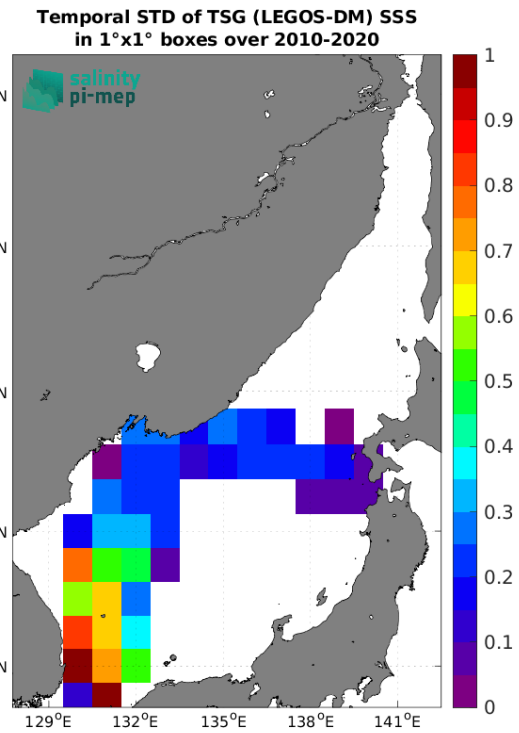 Temporal STD of TSG (LEGOS-DM) SSS
in 1°x1° boxes over 2010-2020
salinity
pi-mep
N
N
N
N
N
1
0.9
0.8
0.7
0.6
0.5
0.4
0.3
0.2
0.1
0
129°E 132°E 135°E 138°E 141°E